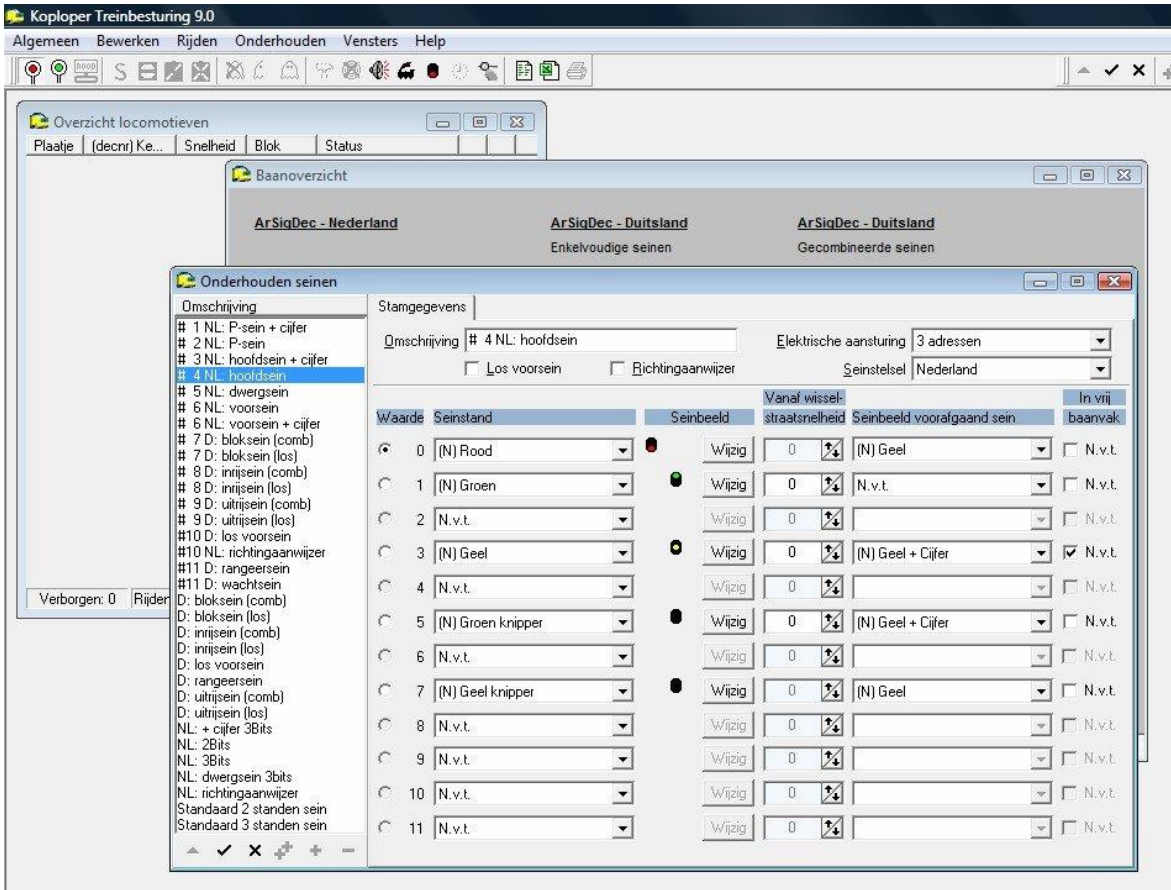 Koploper Treinbesturing 9.0
Algemeen Bewerken Rijden Onderhouden Vensters Help
Overzicht locomotieven
Plaatje (decnr) Ke... Snelheid Blok Status
Baanoverzicht
ArSigDec - Nederland ArSigDec - Duitsland ArSigDec - Duitsland
Enkelvoudige seinen Gecombineerde seinen
Onderhouden seinen
Omschrijving
# 1 NL: P-sein + cijfer
# 2 NL: P-sein
# 3 NL: hoofdsein + cijfer
# 4 NL: hoofdsein
# 5 NL: dwergsein
# 6 NL: voorsein
# 6 NL: voorsein + cijfer
# 7 D: bloksein (comb)
# 7 D: bloksein (los)
# 8 D: inrijsein (comb)
# 8 D: inrijsein (los)
# 9 D: uitrijsein (comb)
# 9 D: uitrijsein (los)
#10 D: los voorsein
#10 NL: richtingaanwijzer
#11 D: rangeersein
#11 D: wachtsein
D: bloksein (comb)
D: bloksein (los)
D: inrijsein (comb)
D: inrijsein (los)
D: los voorsein
D: rangeersein
D: uitrijsein (comb)
D: uitrijsein (los)
NL: + cijfer 3Bits
NL: 2Bits
NL: 3Bits
NL: dwergsein 3bits
NL: richtingaanwijzer
Standaard 2 standen sein
Standaard 3 standen sein
Stamgegevens
Omschrijving # 4 NL: hoofdsein Elektrische aansturing 3 adressen
Los voorsein Richtingaanwijzer Seinstelsel Nederland
Vanaf wissel- In vrij
Waarde Seinstand Seinbeeld straatsnelheid Seinbeeld voorafgaand sein baanvak
0 (N) Rood Wijzig 0 (N) Geel N.v.t.
1 (N) Groen Wijzig 0 N.v.t. N.v.t.
2 N.v.t. Wijzig 0 N.v.t.
3 (N) Geel Wijzig 0 (N) Geel + Cijfer N.v.t.
4 N.v.t. Wijzig 0 N.v.t.
5 (N) Groen knipper Wijzig 0 (N) Geel + Cijfer N.v.t.
6 N.v.t. Wijzig 0 N.v.t.
7 (N) Geel knipper Wijzig 0 (N) Geel N.v.t.
8 N.v.t. Wijzig 0 N.v.t.
9 N.v.t. Wijzig 0 N.v.t.
10 N.v.t. Wijzig 0 N.v.t.
11 N.v.t. Wijzig 0 N.v.t.
Verborgen: 0 Rijder